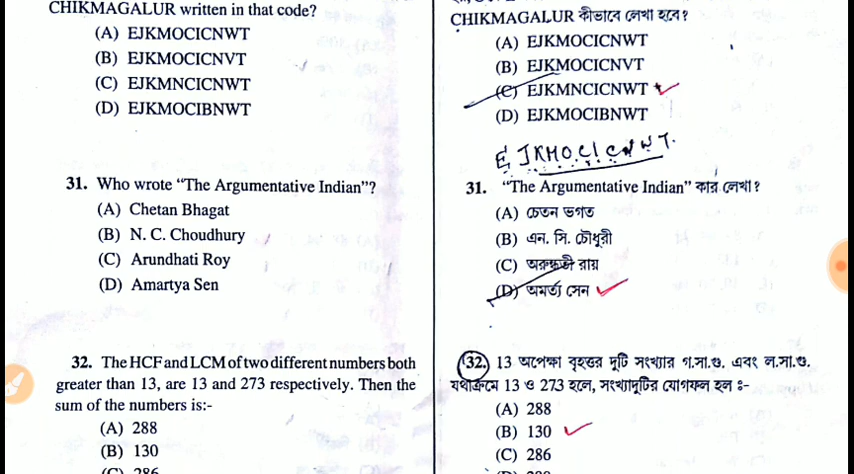 CHIKMAGALUR written in that code?
(A) EJKMOCICNWT
(B) EJKMOCICNVT
(C) EJKMNCICNWT
(D) EJKMOCIBNWT
31. Who wrote “The Argumentative Indian”?
(A) Chetan Bhagat
(B) N. C. Choudhury
(C) Arundhati Roy
(D) Amartya Sen
32. The HCF and LCM of two different numbers both
greater than 13, are 13 and 273 respectively. Then the
sum of the numbers is:-
(A) 288
(B) 130
(C) 286
CHIKMAGALUR কীভাবে লেখা হবে?
(A) EJKMOCICNWT
(B) EJKMOCICNVT
(C) EJKMNCICNWT
(D) EJKMOCIBNWT
EJKMOCICNWT.
31. “The Argumentative Indian” কার লেখা?
(A) চেতন ভগত
(B) এন. সি. চৌধুরী
(C) অরুন্ধতী রায়
(D) অমর্ত্য সেন
32. 13 অপেক্ষা বৃহত্তর দুটি সংখ্যার গ.সা.গু. এবং ল.সা.গু.
যথাক্রমে 13 ও 273 হলে, সংখ্যাদুটির যোগফল হল ঃ-
(A) 288
(B) 130
(C) 286